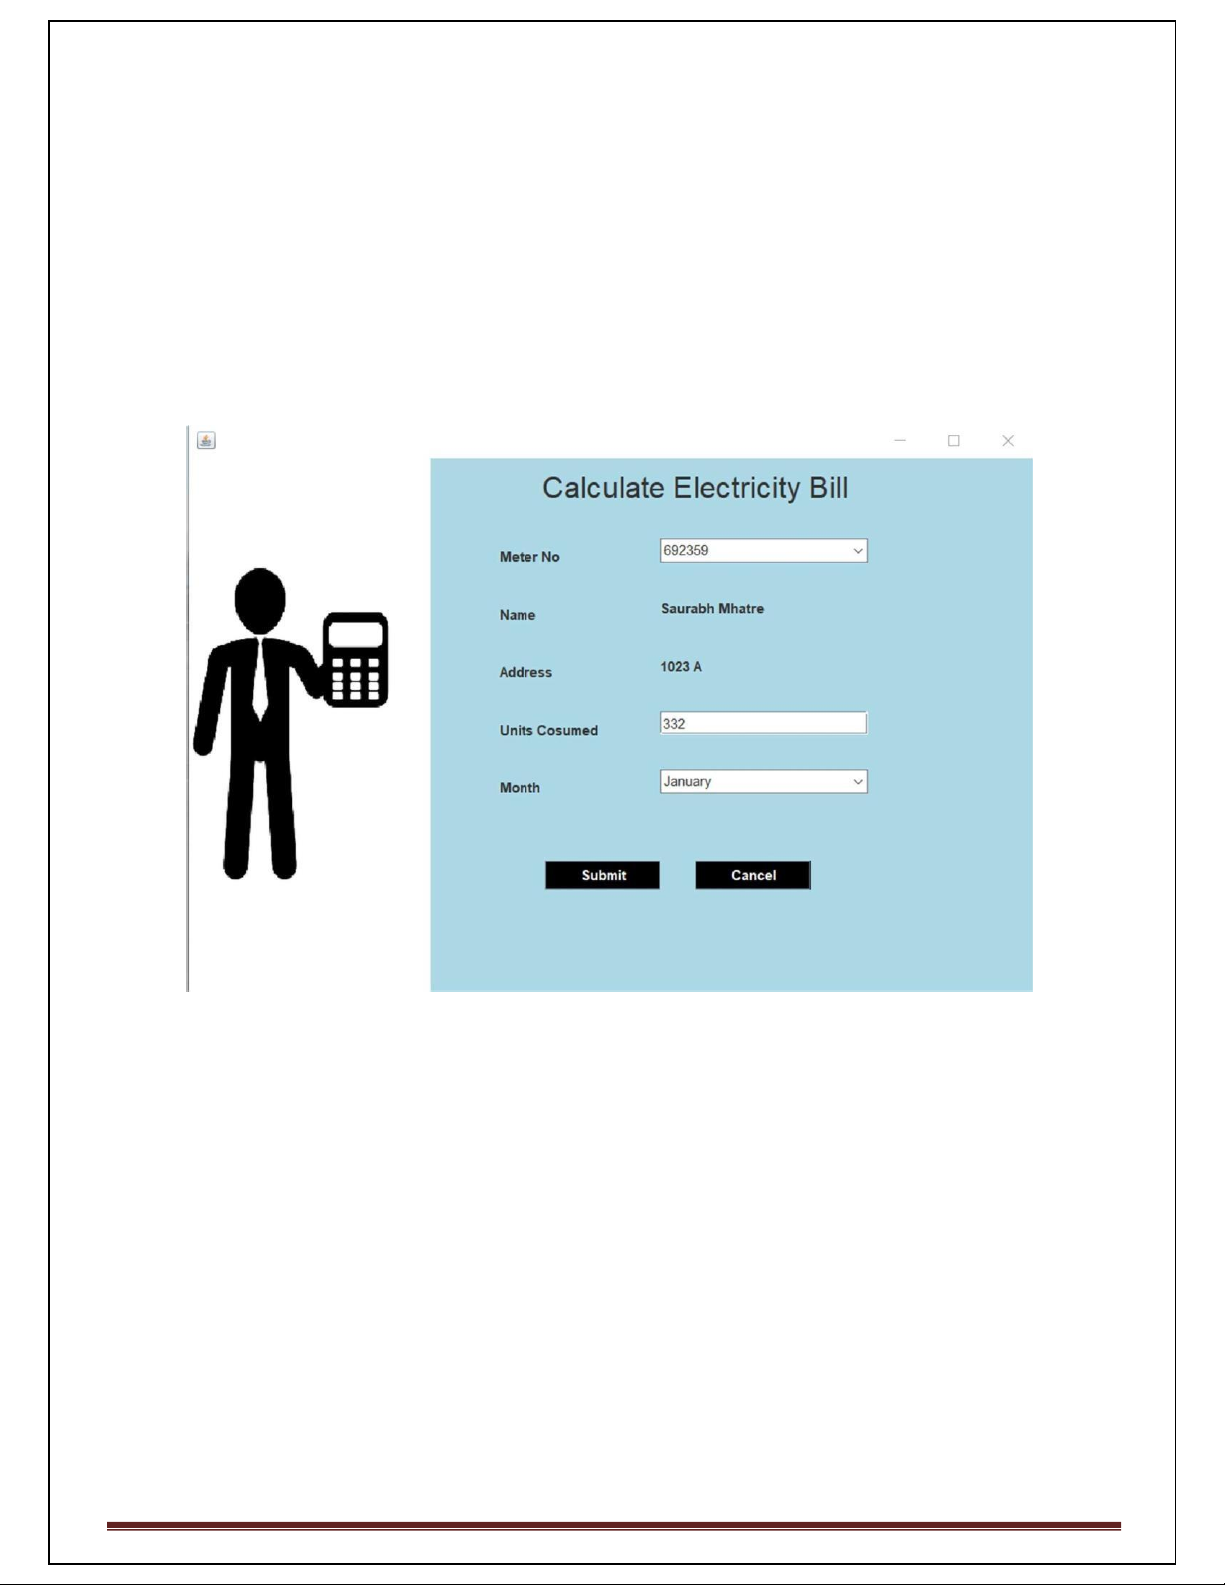 Calculate Electricity Bill
Meter No 692359
Name Saurabh Mhatre
Address 1023 A
Units Cosumed 332
Month January
Submit Cancel